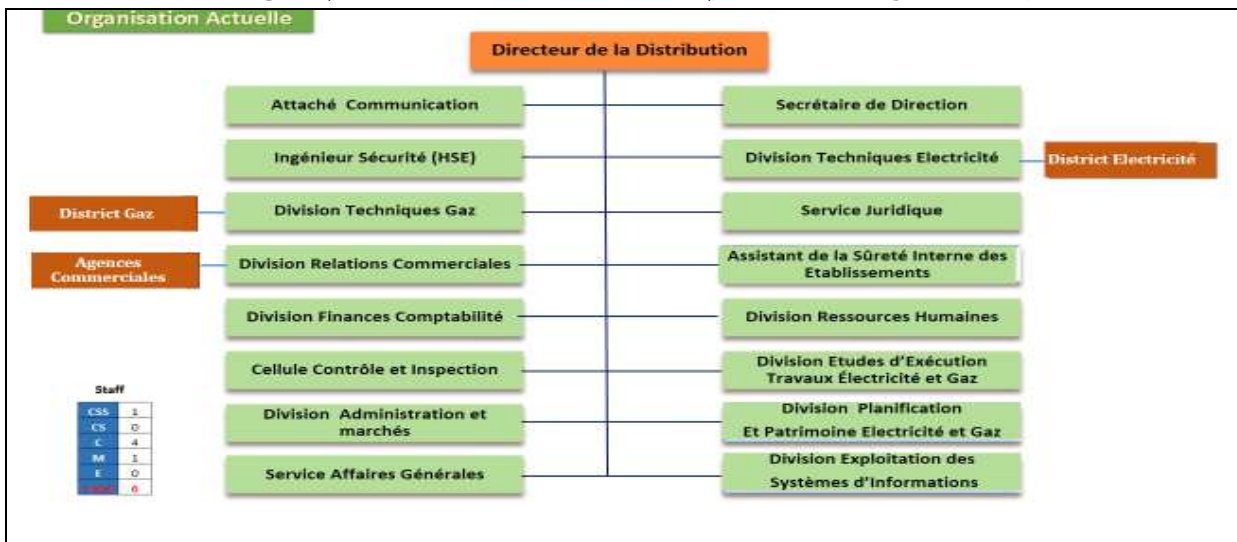 Organisation Actuelle
Directeur de la Distribution
Attaché Communication
Secrétaire de Direction
Ingénieur Sécurité (HSE)
Division Techniques Electricité
District Electricité
District Gaz
Division Techniques Gaz
Service Juridique
Agences
Commerciales
Division Relations Commerciales
Assistant de la Sûreté Interne des
Etablissements
Division Finances Comptabilité
Division Ressources Humaines
Cellule Contrôle et Inspection
Division Etudes d'Exécution
Travaux Électricité et Gaz
Division Administration et
marchés
Division Planification
Et Patrimoine Electricité et Gaz
Service Affaires Générales
Division Exploitation des
Systèmes d'Informations
Staff
CSS 1
CS 0
C 4
M 1
E 0
6